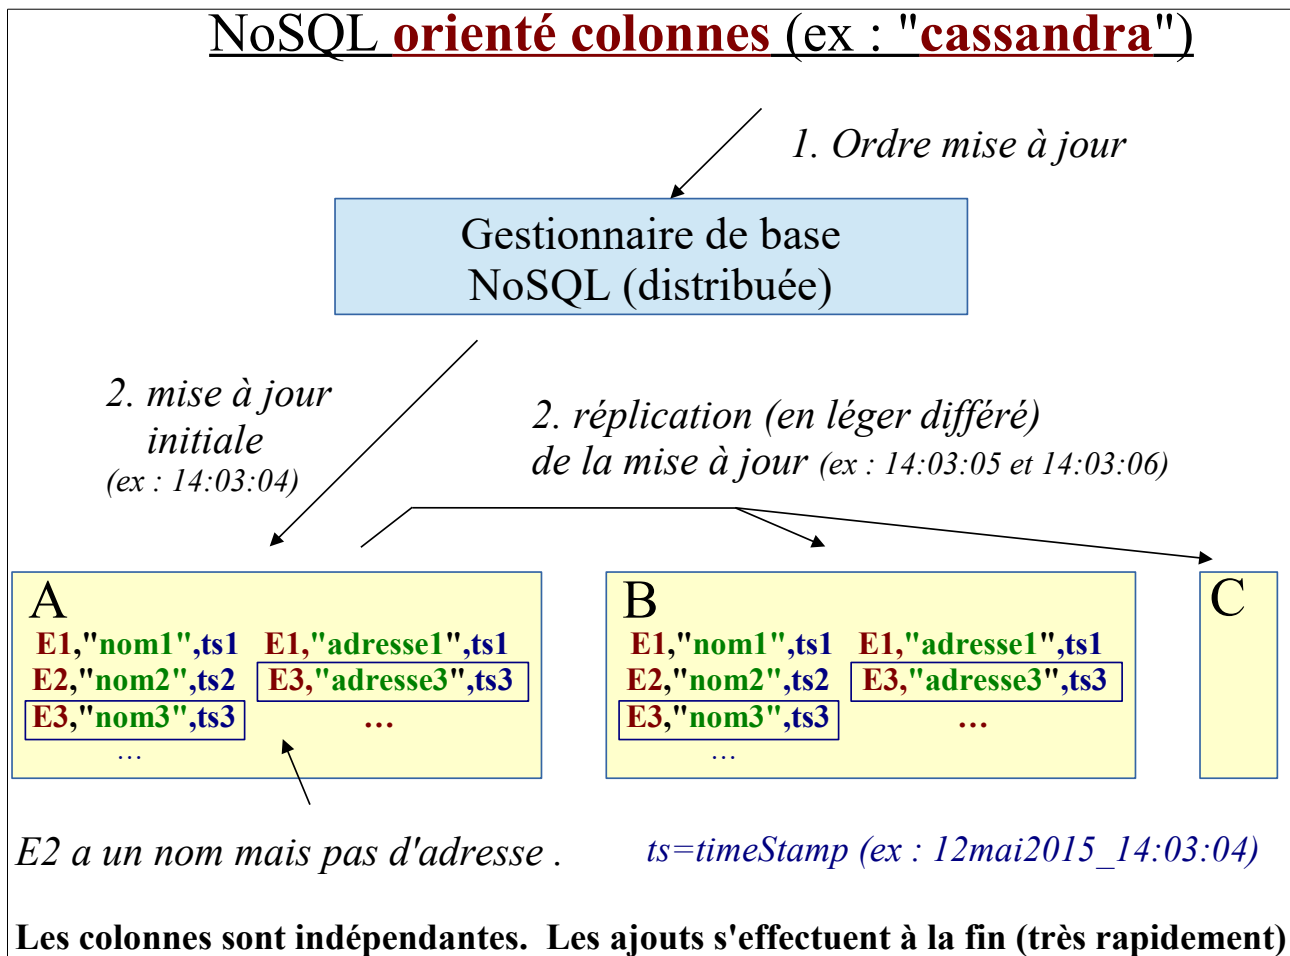 NoSQL orienté colonnes (ex : "cassandra")
1. Ordre mise à jour
Gestionnaire de base
NoSQL (distribuée)
2. mise à jour
initiale
(ex : 14:03:04)
2. réplication (en léger différé)
de la mise à jour (ex : 14:03:05 et 14:03:06)
A
E1,"nom1",ts1 E1,"adresse1",ts1
E2,"nom2",ts2 E3,"adresse3",ts3
E3,"nom3",ts3 ...
...
B
E1,"nom1",ts1 E1,"adresse1",ts1
E2,"nom2",ts2 E3,"adresse3",ts3
E3,"nom3",ts3 ...
...
C
E2 a un nom mais pas d'adresse .
ts=timeStamp (ex : 12mai2015_14:03:04)
Les colonnes sont indépendantes. Les ajouts s'effectuent à la fin (très rapidement)